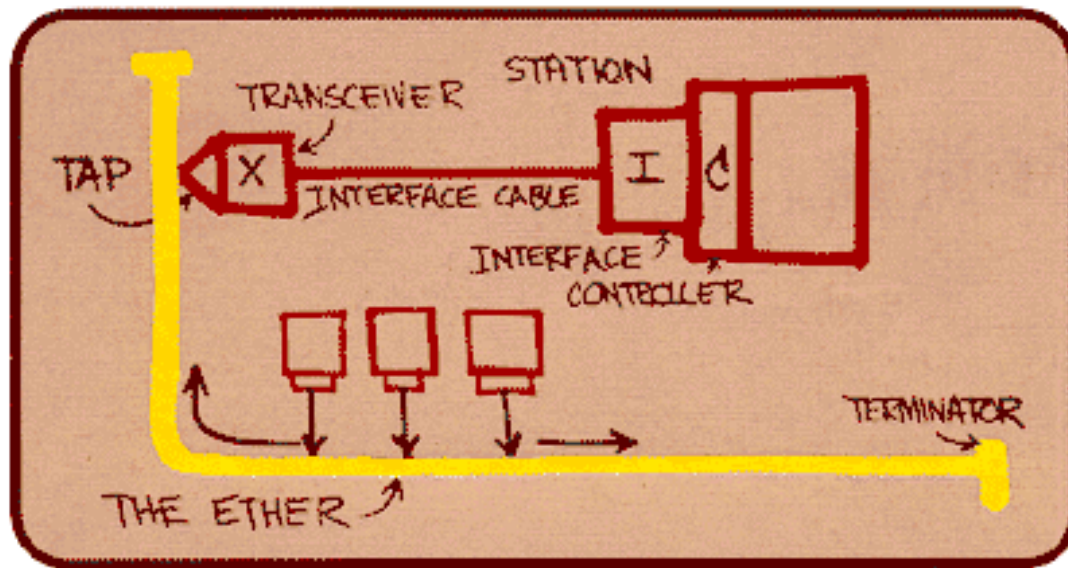 STATION
TRANSCEIVER
TAP
X
I
C
INTERFACE CABLE
INTERFACE
CONTROLLER
TERMINATOR
THE ETHER